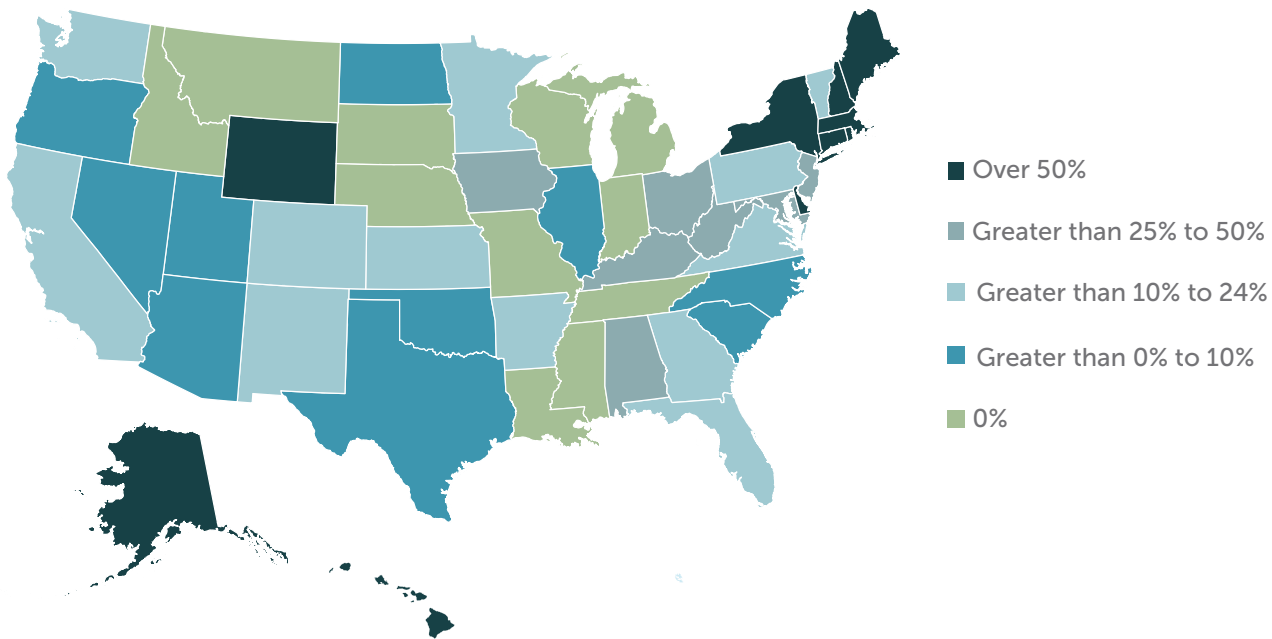 Over 50%
Greater than 25% to 50%
Greater than 10% to 24%
Greater than 0% to 10%
0%